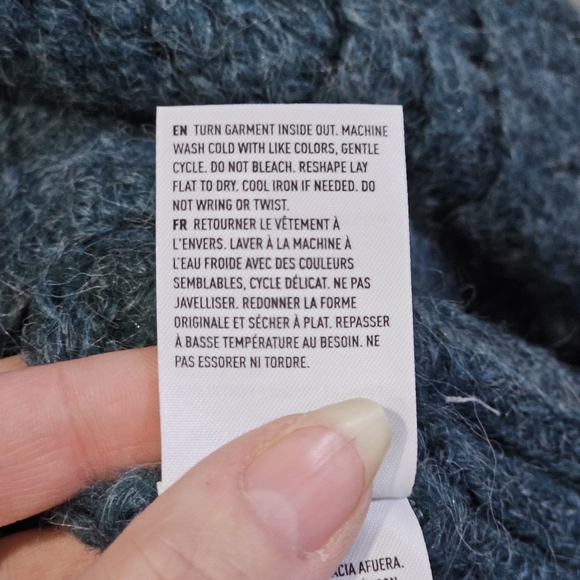 EN TURN GARMENT INSIDE OUT. MACHINE
WASH COLD WITH LIKE COLORS, GENTLE
CYCLE. DO NOT BLEACH. RESHAPE LAY
FLAT TO DRY. COOL IRON IF NEEDED. DO
NOT WRING OR TWIST.
FR RETOURNER LE VÊTEMENT À
L'ENVERS. LAVER À LA MACHINE À
L'EAU FROIDE AVEC DES COULEURS
SEMBLABLES, CYCLE DÉLICAT. NE PAS
JAVELLISER. REDONNER LA FORME
ORIGINALE ET SÉCHER À PLAT. REPASSER
À BASSE TEMPÉRATURE AU BESOIN. NE
PAS ESSORER NI TORDRE.
AFUERA.